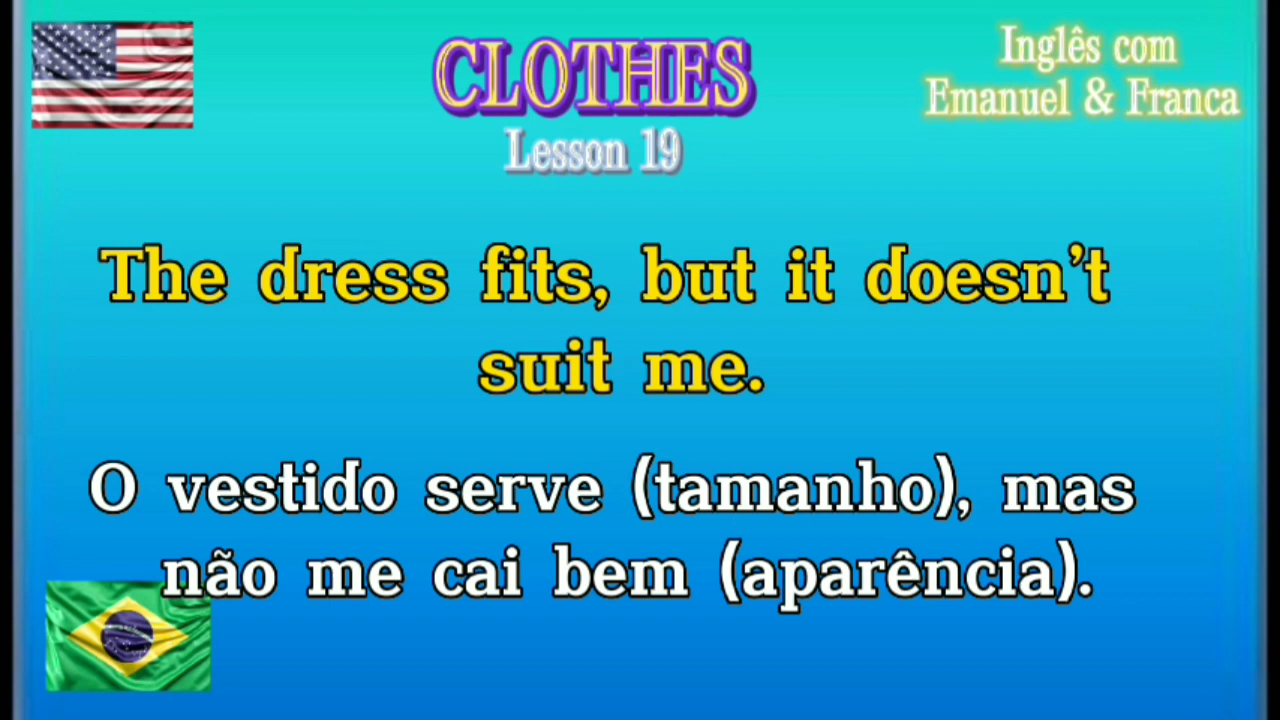 CLOTHES
Lesson 19
Inglês com
Emanuel & Franca
The dress fits, but it doesn’t
suit me.
O vestido serve (tamanho), mas
não me cai bem (aparência).